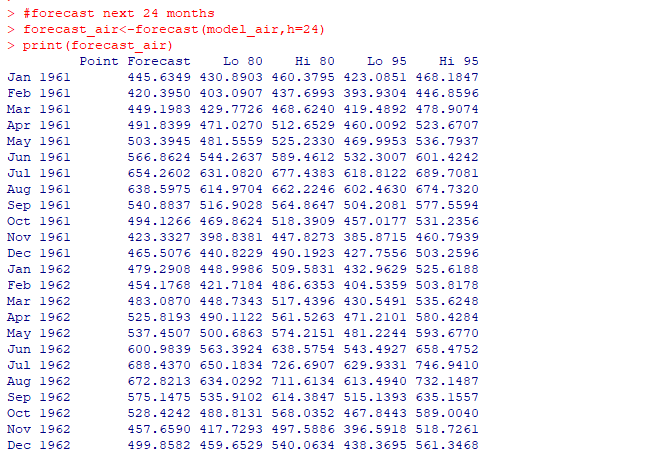 > #forecast next 24 months
> forecast_air<-forecast(model_air,h=24)
> print(forecast_air)
         Point Forecast    Lo 80    Hi 80    Lo 95    Hi 95
Jan 1961       445.6349 430.8903 460.3795 423.0851 468.1847
Feb 1961       420.3950 403.0907 437.6993 393.9304 446.8596
Mar 1961       449.1983 429.7726 468.6240 419.4892 478.9074
Apr 1961       491.8399 471.0270 512.6529 460.0092 523.6707
May 1961       503.3945 481.5559 525.2330 469.9953 536.7937
Jun 1961       566.8624 544.2637 589.4612 532.3007 601.4242
Jul 1961       654.2602 631.0820 677.4383 618.8122 689.7081
Aug 1961       638.5975 614.9704 662.2246 602.4630 674.7320
Sep 1961       540.8837 516.9028 564.8647 504.2081 577.5594
Oct 1961       494.1266 469.8624 518.3909 457.0177 531.2356
Nov 1961       423.3327 398.8381 447.8273 385.8715 460.7939
Dec 1961       465.5076 440.8229 490.1923 427.7556 503.2596
Jan 1962       479.2908 448.9986 509.5831 432.9629 525.6188
Feb 1962       454.1768 421.7184 486.6353 404.5359 503.8178
Mar 1962       483.0870 448.7343 517.4396 430.5491 535.6248
Apr 1962       525.8193 490.1122 561.5263 471.2101 580.4284
May 1962       537.4507 500.6863 574.2151 481.2244 593.6770
Jun 1962       600.9839 563.3924 638.5754 543.4927 658.4752
Jul 1962       688.4370 650.1834 726.6907 629.9331 746.9410
Aug 1962       672.8213 634.0292 711.6134 613.4940 732.1487
Sep 1962       575.1475 535.9102 614.3847 515.1393 635.1557
Oct 1962       528.4242 488.8131 568.0352 467.8443 589.0040
Nov 1962       457.6590 417.7293 497.5886 396.5918 518.7261
Dec 1962       499.8582 459.6529 540.0634 438.3695 561.3468